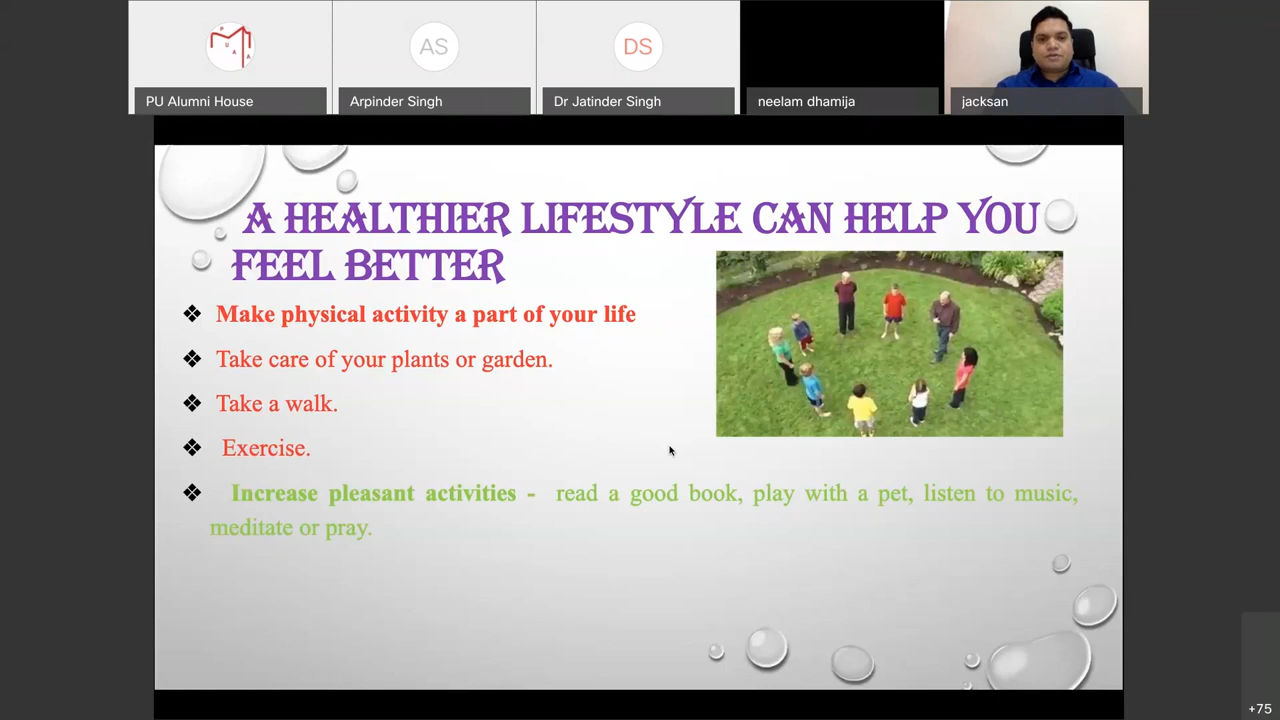 P
U
A
A
AS
DS
PU Alumni House
Arpinder Singh
Dr Jatinder Singh
neelam dhamija
jacksan
A HEALTHIER LIFESTYLE CAN HELP YOU
FEEL BETTER
❖ Make physical activity a part of your life
❖ Take care of your plants or garden.
❖ Take a walk.
❖ Exercise.
❖ Increase pleasant activities - read a good book, play with a pet, listen to music,
meditate or pray.
+75